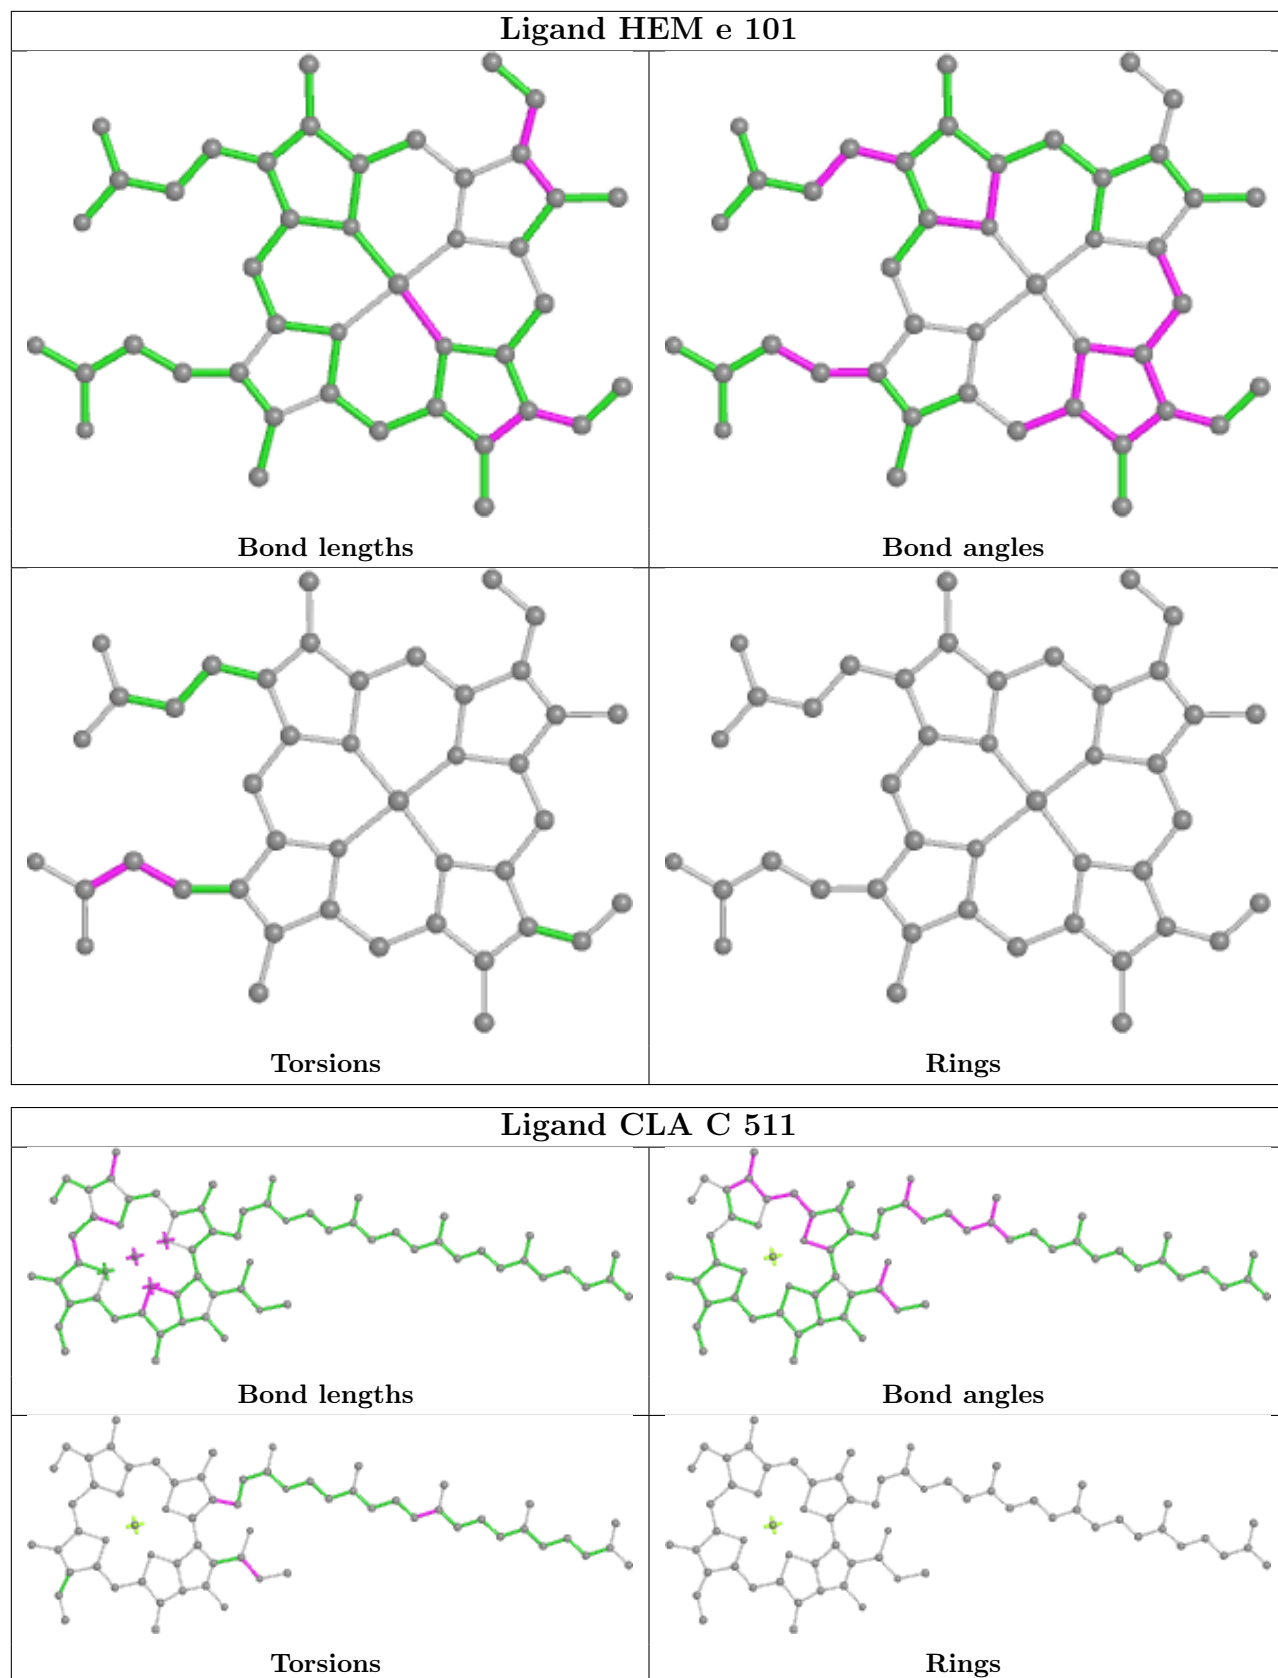 Ligand HEM e 101
Bond lengths
Bond angles
Torsions
Rings
Ligand CLA C 511
Bond lengths
Bond angles
Torsions
Rings